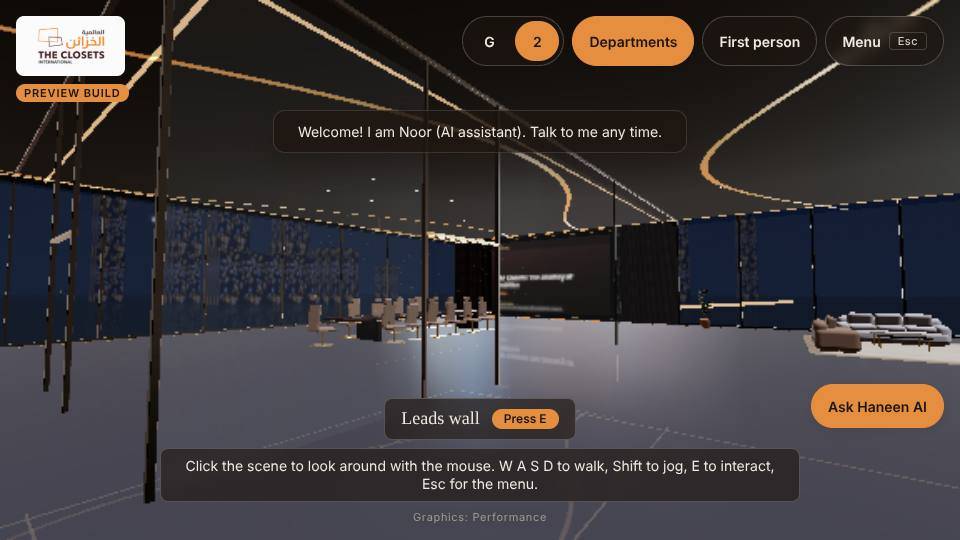 العالمية
الخزائن
THE CLOSETS
INTERNATIONAL
PREVIEW BUILD
G
2
Departments
First person
Menu Esc
Welcome! I am Noor (AI assistant). Talk to me any time.
Leads wall Press E
Ask Haneen AI
Click the scene to look around with the mouse. W A S D to walk, Shift to jog, E to interact,
Esc for the menu.
Graphics: Performance